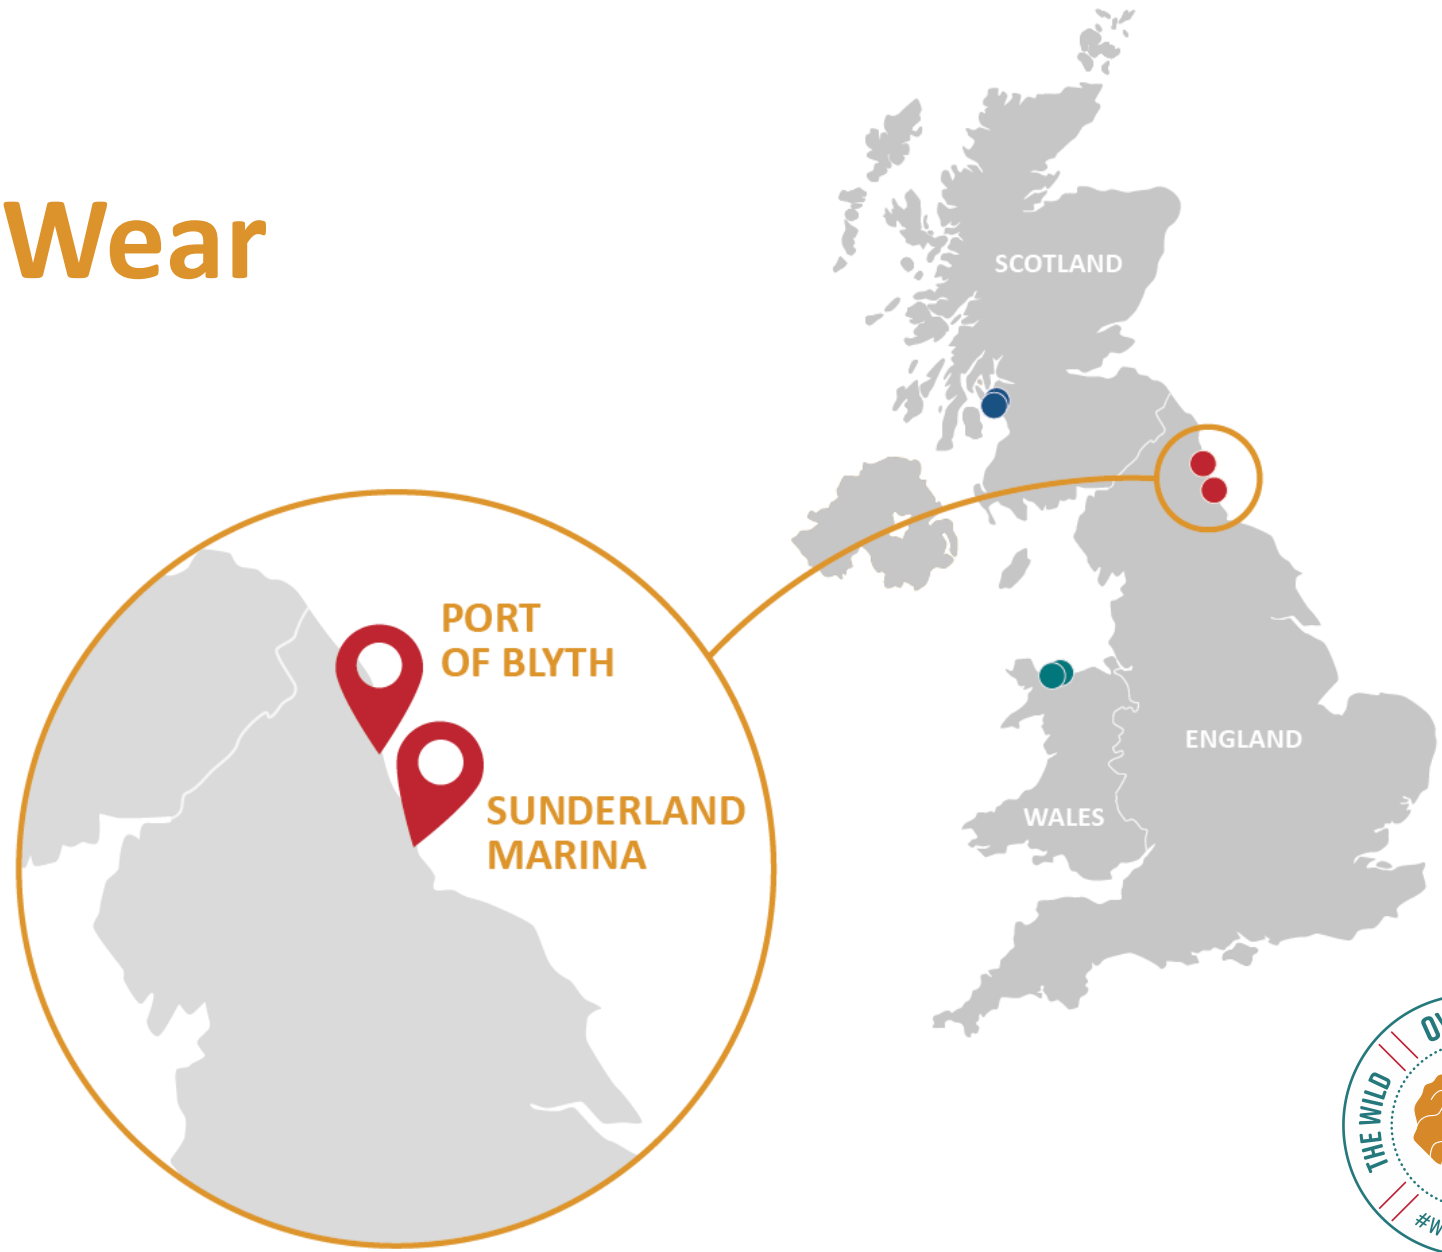 Wear
SCOTLAND
PORT
OF BLYTH
SUNDERLAND
MARINA
ENGLAND
WALES
THE WILD